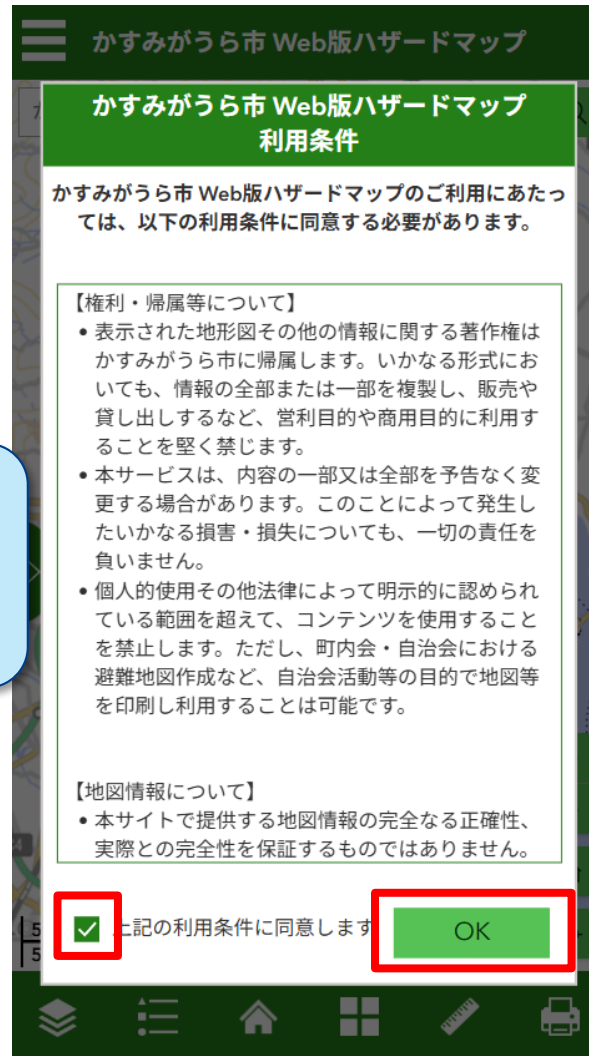 かすみがうら市 Web版ハザードマップ
かすみがうら市 Web版ハザードマップ
利用条件
かすみがうら市 Web版ハザードマップのご利用にあたっ
ては、以下の利用条件に同意する必要があります。
【権利・帰属等について】
• 表示された地形図その他の情報に関する著作権は
かすみがうら市に帰属します。いかなる形式にお
いても、情報の全部または一部を複製し、販売や
貸し出しするなど、営利目的や商用目的に利用す
ることを堅く禁じます。
• 本サービスは、内容の一部又は全部を予告なく変
更する場合があります。このことによって発生し
たいかなる損害・損失についても、一切の責任を
負いません。
• 個人的使用その他法律によって明示的に認められ
ている範囲を超えて、コンテンツを使用すること
を禁止します。ただし、町内会・自治会における
避難地図作成など、自治会活動等の目的で地図等
を印刷し利用することは可能です。
【地図情報について】
• 本サイトで提供する地図情報の完全なる正確性、
実際との完全性を保証するものではありません。
上記の利用条件に同意します
OK